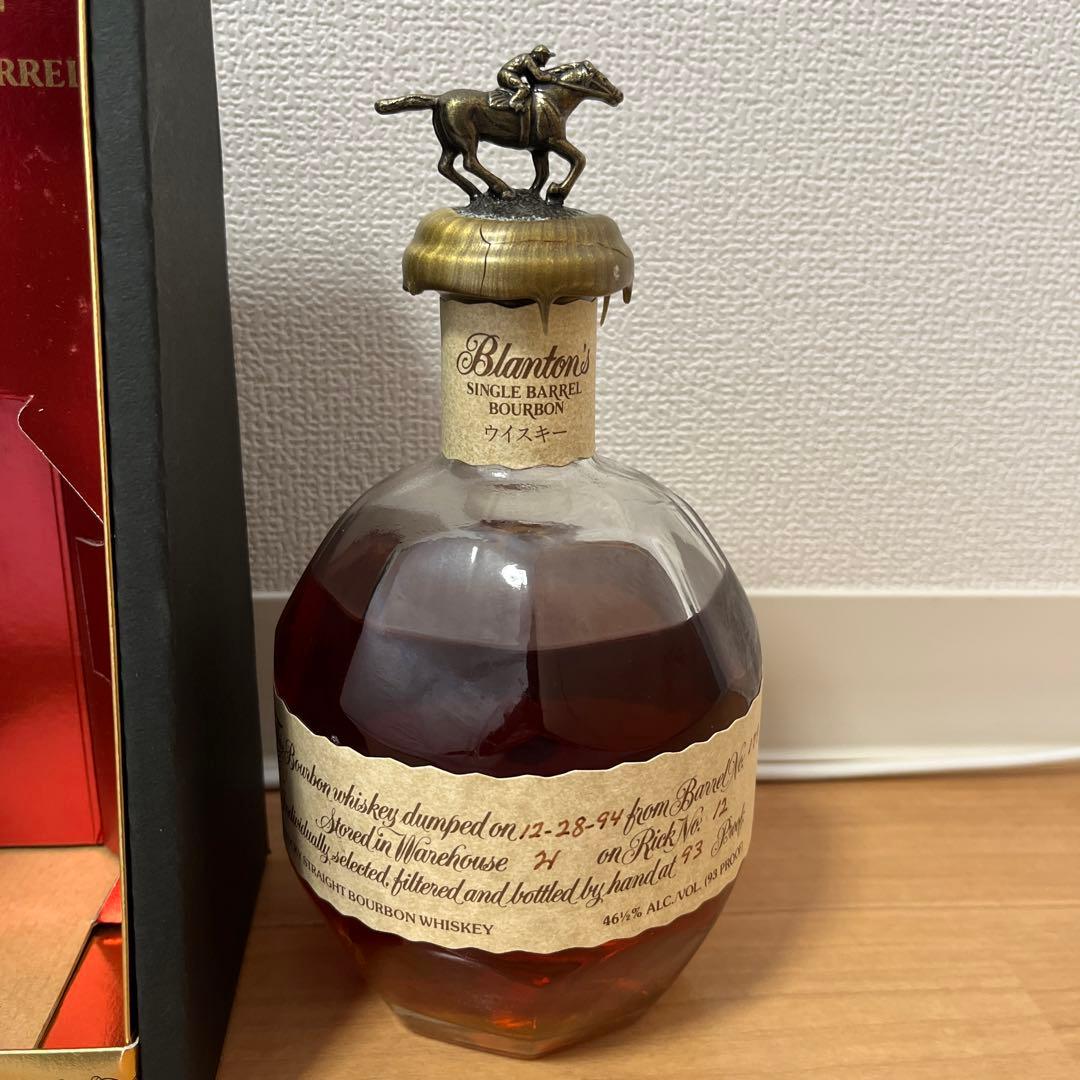 Blanton's
SINGLE BARREL
BOURBON
ウイスキー
Bourbon whiskey dumped on 12-28-94 from Barrel No.
Stored in Warehouse H on Rick No. 12
individually selected, filtered and bottled by hand at 93 Proof
STRAIGHT BOURBON WHISKEY
46½% ALC./VOL. (93 PROOF)